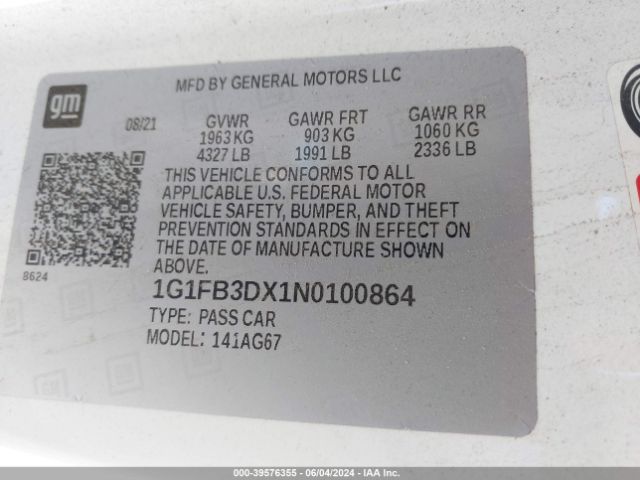 MFD BY GENERAL MOTORS LLC
gm
08/21 GVWR GAWR FRT GAWR RR
1963 KG 903 KG 1060 KG
4327 LB 1991 LB 2336 LB
THIS VEHICLE CONFORMS TO ALL
APPLICABLE U.S. FEDERAL MOTOR
VEHICLE SAFETY, BUMPER, AND THEFT
PREVENTION STANDARDS IN EFFECT ON
THE DATE OF MANUFACTURE SHOWN
ABOVE.
8624
1G1FB3DX1N0100864
TYPE: PASS CAR
MODEL: 141AG67
000-39576355 - 06/04/2024 - IAA Inc.